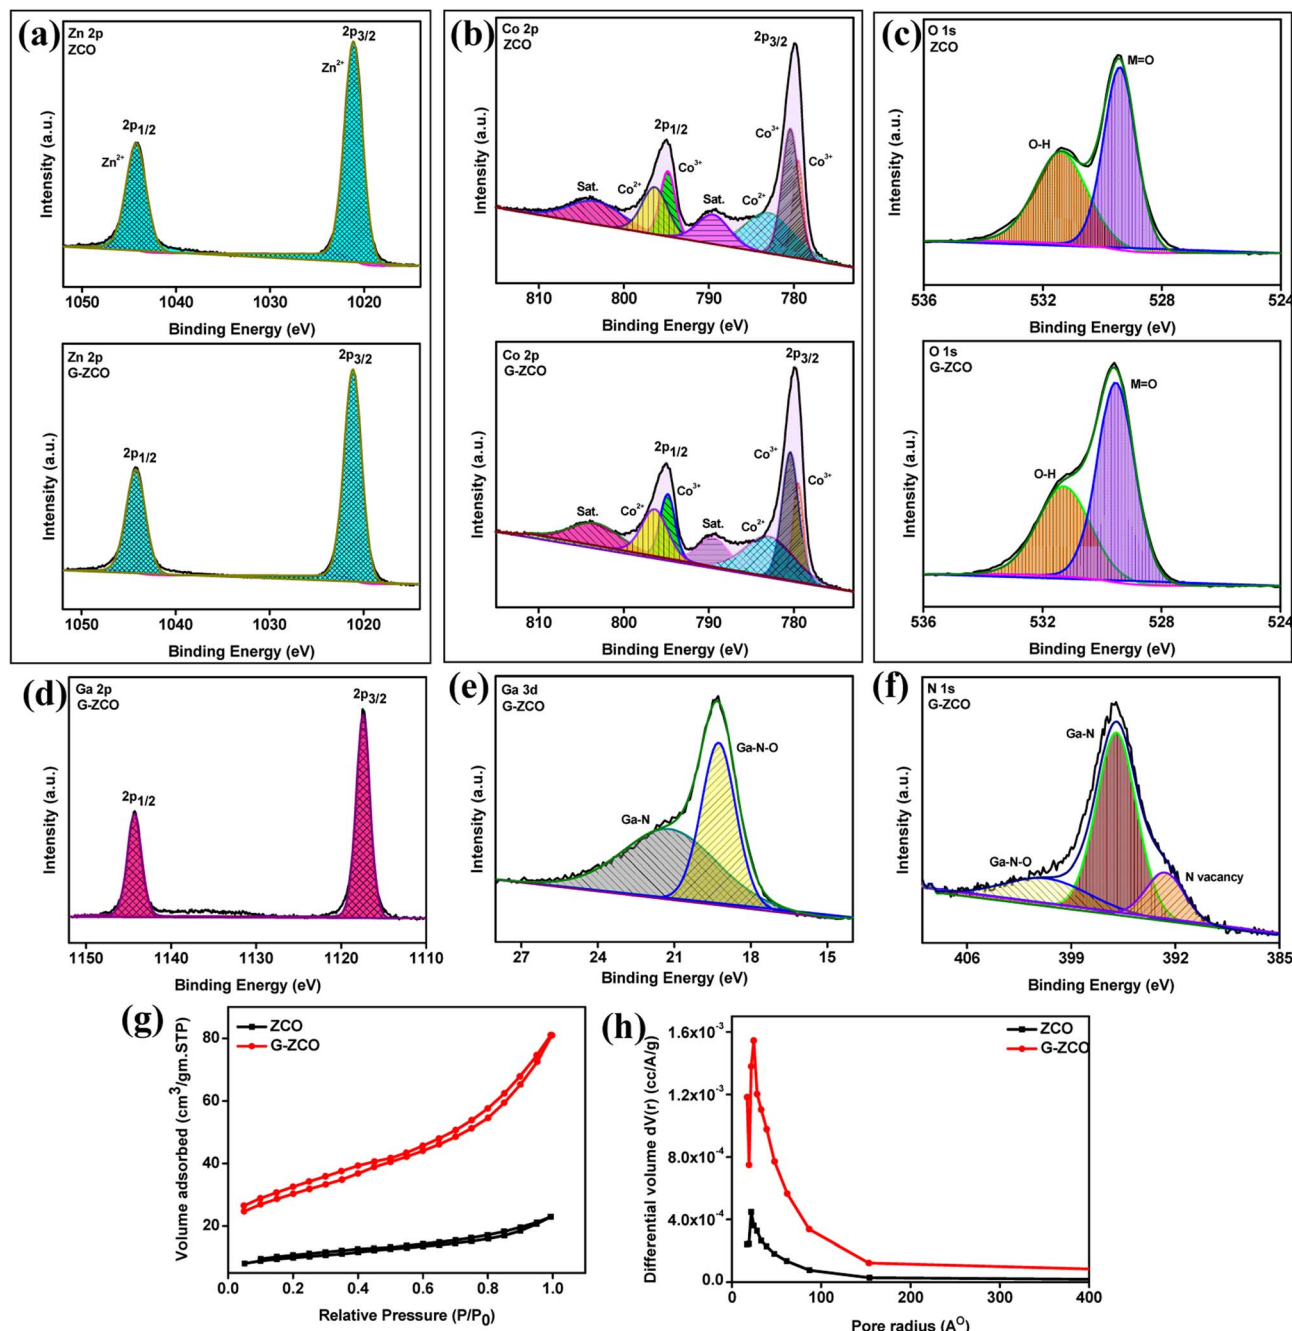 (a)
Zn 2p
ZCO
2p3/2
Zn2+
2p1/2
Zn2+
Intensity (a.u.)
1050 1040 1030 1020
Binding Energy (eV)
Zn 2p
G-ZCO
2p3/2
2p1/2
Intensity (a.u.)
1050 1040 1030 1020
Binding Energy (eV)
(b)
Co 2p
ZCO
2p3/2
2p1/2
Co3+
Co3+
Co3+
Sat.
Co2+
Sat.
Co2+
Intensity (a.u.)
810 800 790 780
Binding Energy (eV)
Co 2p
G-ZCO
2p3/2
2p1/2
Co3+
Co3+
Co3+
Sat.
Co2+
Sat.
Co2+
Intensity (a.u.)
810 800 790 780
Binding Energy (eV)
(c)
O 1s
ZCO
M=O
O-H
Intensity (a.u.)
536 532 528 524
Binding Energy (eV)
O 1s
G-ZCO
M=O
O-H
Intensity (a.u.)
536 532 528 524
Binding Energy (eV)
(d)
Ga 2p
G-ZCO
2p3/2
2p1/2
Intensity (a.u.)
1150 1140 1130 1120 1110
Binding Energy (eV)
(e)
Ga 3d
G-ZCO
Ga-N-O
Ga-N
Intensity (a.u.)
27 24 21 18 15
Binding Energy (eV)
(f)
N 1s
G-ZCO
Ga-N
Ga-N-O
N vacancy
Intensity (a.u.)
406 399 392 385
Binding Energy (eV)
(g)
ZCO
G-ZCO
Volume adsorbed (cm3/gm.STP)
80
60
40
20
0.0 0.2 0.4 0.6 0.8 1.0
Relative Pressure (P/P0)
(h)
ZCO
G-ZCO
Differential volume dV(r) (cc/A/g)
1.6x10-3
1.2x10-3
8.0x10-4
4.0x10-4
0.0
0 100 200 300 400
Pore radius (AO)